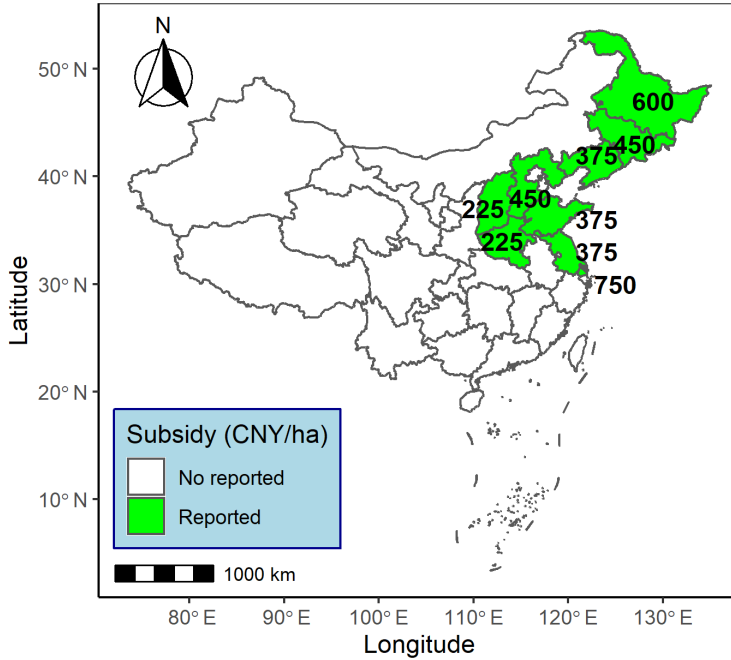 N
50° N
40° N
30° N
20° N
10° N
Latitude
600
450
375
450
225
375
225
375
750
Subsidy (CNY/ha)
No reported
Reported
1000 km
80° E
90° E
100° E
110° E
120° E
130° E
Longitude